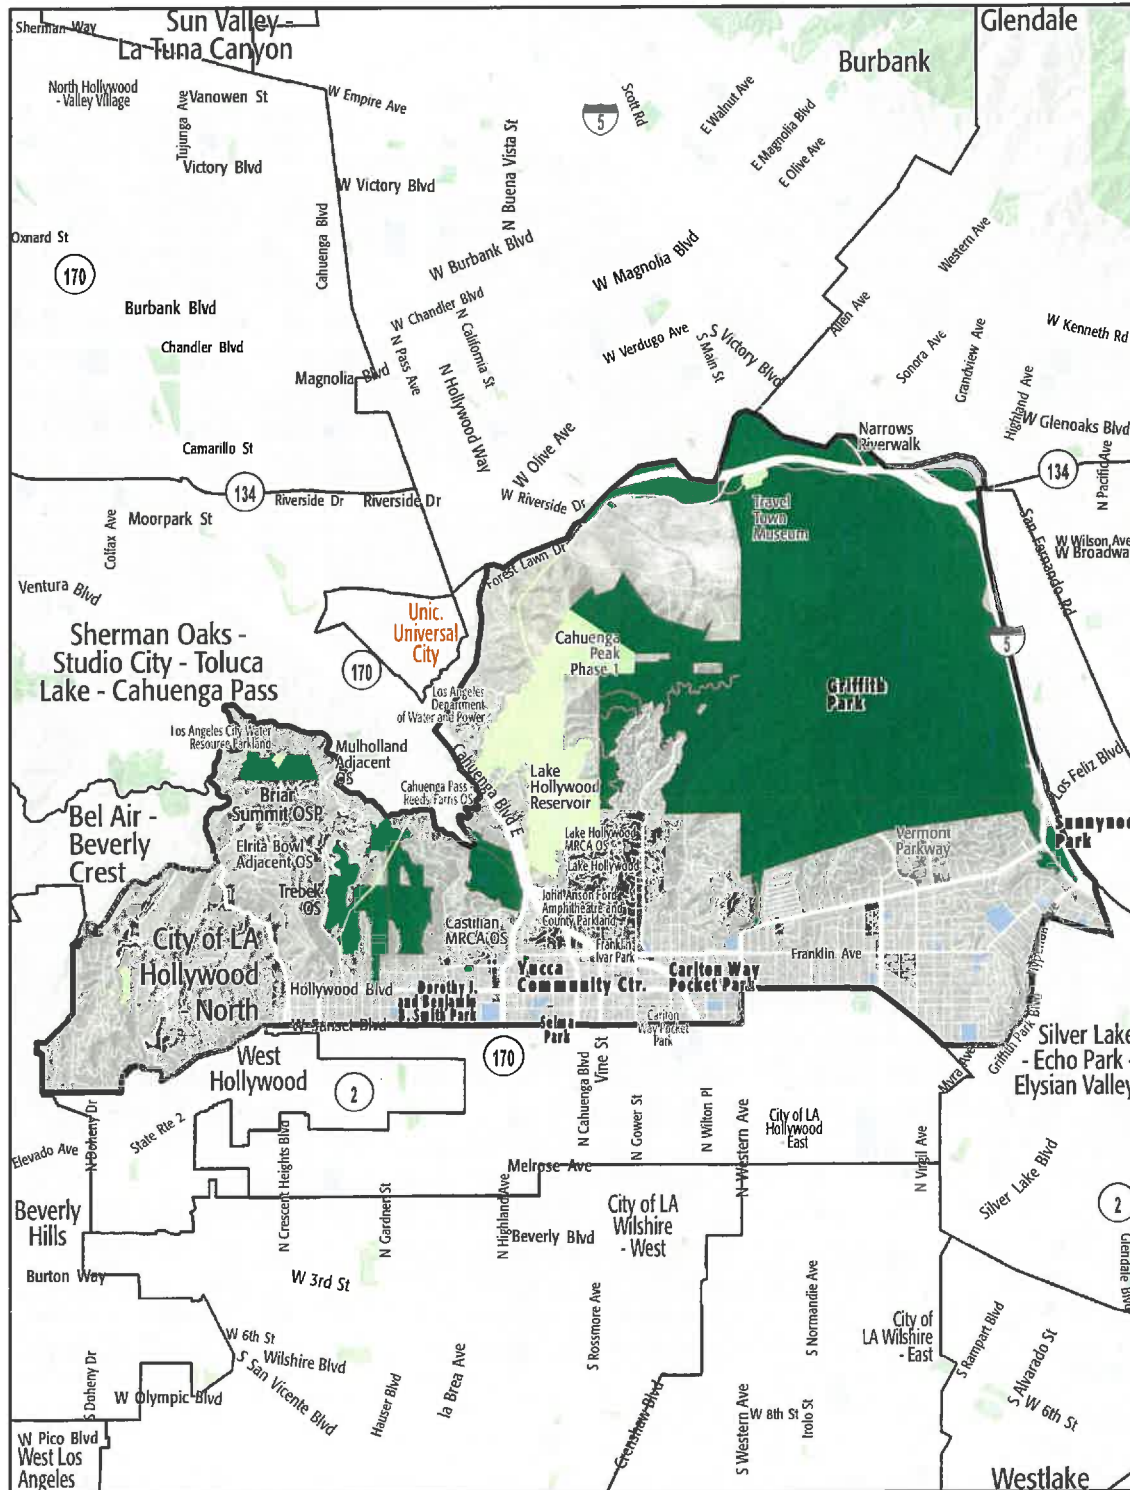 Sherman Way
Sun Valley -
La Tuna Canyon
Glendale
Burbank
North Hollywood
- Valley Village
Tujunga Ave
Vanowen St
W Empire Ave
5
Scott Rd
E Walnut Ave
E Magnolia Blvd
E Olive Ave
Victory Blvd
W Victory Blvd
N Buena Vista St
Oxnard St
170
Cahuenga Blvd
W Burbank Blvd
W Magnolia Blvd
Western Ave
Burbank Blvd
Chandler Blvd
W Chandler Blvd
N California St
N Pass Ave
N Hollywood Way
W Verdugo Ave
S Main St
S Victory Blvd
Allen Ave
Sonora Ave
Grandview Ave
W Kenneth Rd
Highland Ave
Magnolia Blvd
W Glenoaks Blvd
Camarillo St
W Olive Ave
Narrows
Riverwalk
134
N Pacific Ave
134
Riverside Dr
Riverside Dr
W Riverside Dr
Travel
Town
Museum
Moorpark St
Colfax Ave
San Fernando Rd
W Wilson Ave
W Broadwa
Forest Lawn Dr
Ventura Blvd
Unic.
Universal
City
Sherman Oaks -
Studio City - Toluca
Lake - Cahuenga Pass
170
Cahuenga
Peak
Phase 1
5
Griffith
Park
Los Angeles
Department
of Water and Power
Los Angeles City Water
Resource Parkland
Mulholland
Adjacent
OS
Cahuenga Blvd E
Los Feliz Blvd
Lake
Hollywood
Reservoir
Cahuenga Pass -
Reeds Farris OS
Briar
Summit OSP
Bel Air -
Beverly
Crest
Sunnynoo
Park
Vermont
Parkway
Lake Hollywood
MRCA OS
Lake Hollywood
Elrita Bowl
Adjacent OS
Trebek
OS
John Anson Ford
Amphitheatre and
County Parkland
Castilian
MRCA OS
Franklin
Ivar Park
Franklin Ave
Hyperion
City of LA
Hollywood
North
Yucca
Community Ctr.
Carlton Way
Pocket Park
Hollywood Blvd
Dorothy J.
and Benjamin
B. Smith Park
Selma
Park
Carlton
Way Pocket
Park
W Sunset Blvd
Griffith Park Blvd
Silver Lake
- Echo Park -
Elysian Valley
West
Hollywood
170
2
Myra Ave
Vine St
N Cahuenga Blvd
N Gower St
N Wilton Pl
N Western Ave
City of LA
Hollywood
East
N Virgil Ave
Elevado Ave
N Doheny Dr
State Rte 2
N Crescent Heights Blvd
Melrose Ave
Silver Lake Blvd
2
Beverly
Hills
N Gardner St
N Highland Ave
Beverly Blvd
City of LA
Wilshire
- West
Glendale Blvd
Burton Way
W 3rd St
S Rossmore Ave
S Normandie Ave
City of
LA Wilshire
- East
S Rampart Blvd
S Alvarado St
W 6th St
W 6th St
S Wilshire Blvd
S San Vicente Blvd
S Doheny Dr
W Olympic Blvd
Hauser Blvd
la Brea Ave
Crenshaw Blvd
S Western Ave
W 8th St
Irolo St
W Pico Blvd
West Los
Angeles
Westlake